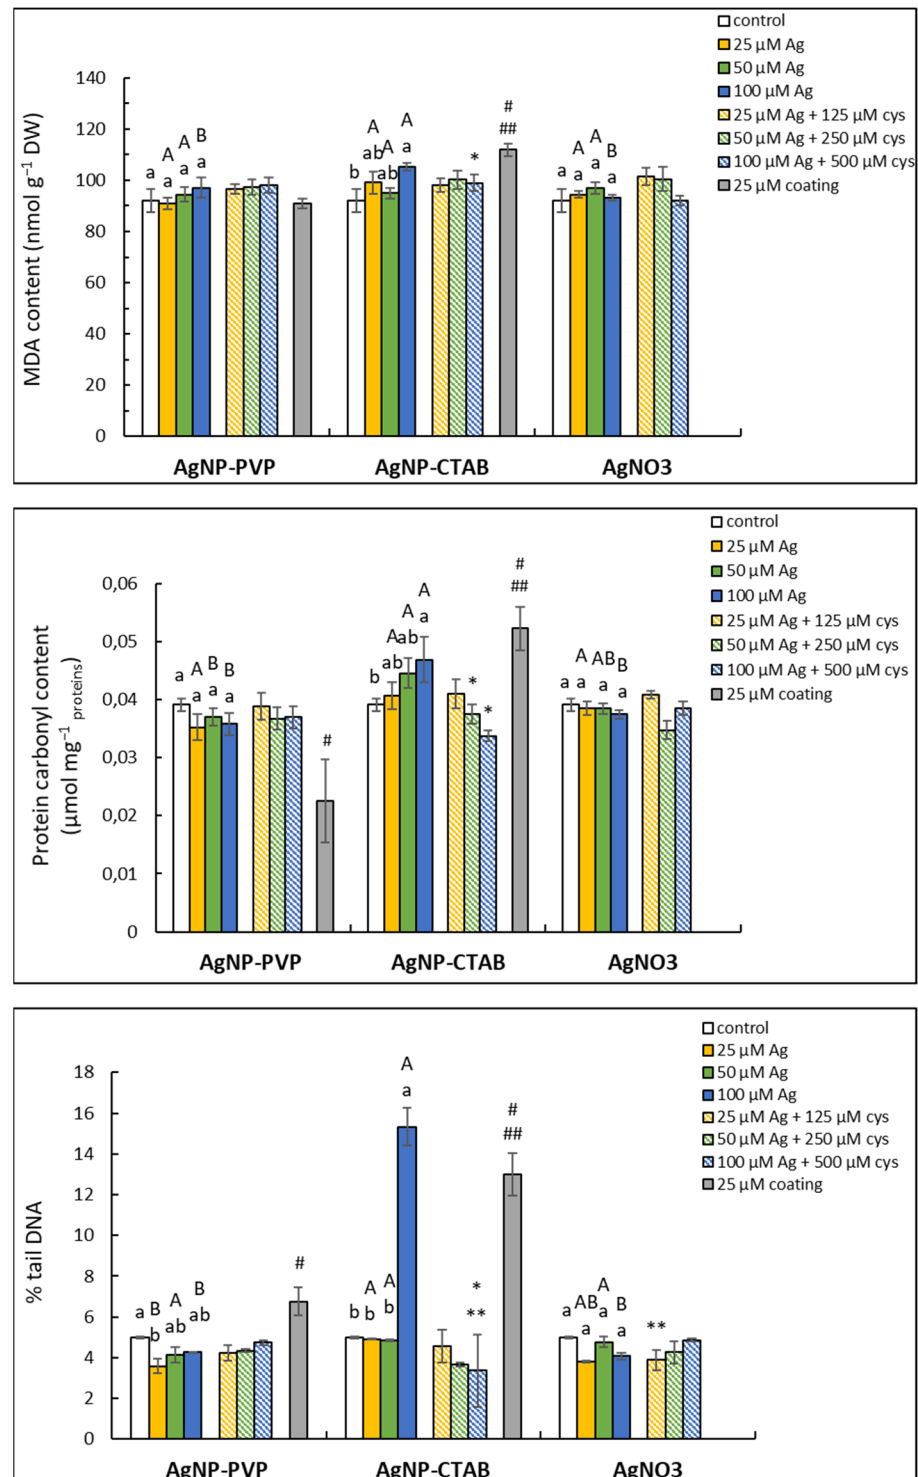 control
25 µM Ag
50 µM Ag
100 µM Ag
25 µM Ag + 125 µM cys
50 µM Ag + 250 µM cys
100 µM Ag + 500 µM cys
25 µM coating
MDA content (nmol g⁻¹ DW)
140
120
100
80
60
40
20
0
a A a A a B a
b A ab A ab A a * # ##
a A a A a B a
AgNP-PVP AgNP-CTAB AgNO3
control
25 µM Ag
50 µM Ag
100 µM Ag
25 µM Ag + 125 µM cys
50 µM Ag + 250 µM cys
100 µM Ag + 500 µM cys
25 µM coating
Protein carbonyl content
(µmol mg⁻¹ proteins)
0,06
0,05
0,04
0,03
0,02
0,01
0
a A a B a B a #
b A ab A ab A a * * # ##
a A a AB a B a
AgNP-PVP AgNP-CTAB AgNO3
control
25 µM Ag
50 µM Ag
100 µM Ag
25 µM Ag + 125 µM cys
50 µM Ag + 250 µM cys
100 µM Ag + 500 µM cys
25 µM coating
% tail DNA
18
16
14
12
10
8
6
4
2
0
a B b A ab B ab #
b A b A b A a * ** # ##
a AB a A a B a **
AgNP-PVP AgNP-CTAB AgNO3